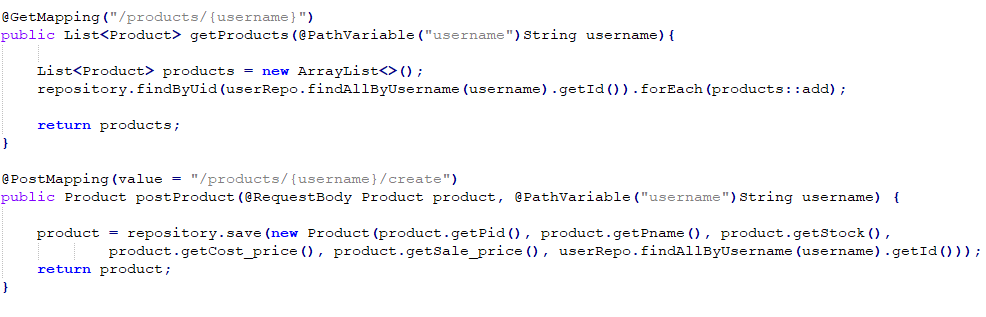 @GetMapping("/products/{username}")
public List<Product> getProducts(@PathVariable("username")String username){
List<Product> products = new ArrayList<>();
repository.findByUid(userRepo.findAllByUsername(username).getId()).forEach(products::add);
return products;
}
@PostMapping(value = "/products/{username}/create")
public Product postProduct(@RequestBody Product product, @PathVariable("username")String username) {
product = repository.save(new Product(product.getPid(), product.getPname(), product.getStock(),
product.getCost_price(), product.getSale_price(), userRepo.findAllByUsername(username).getId()));
return product;
}